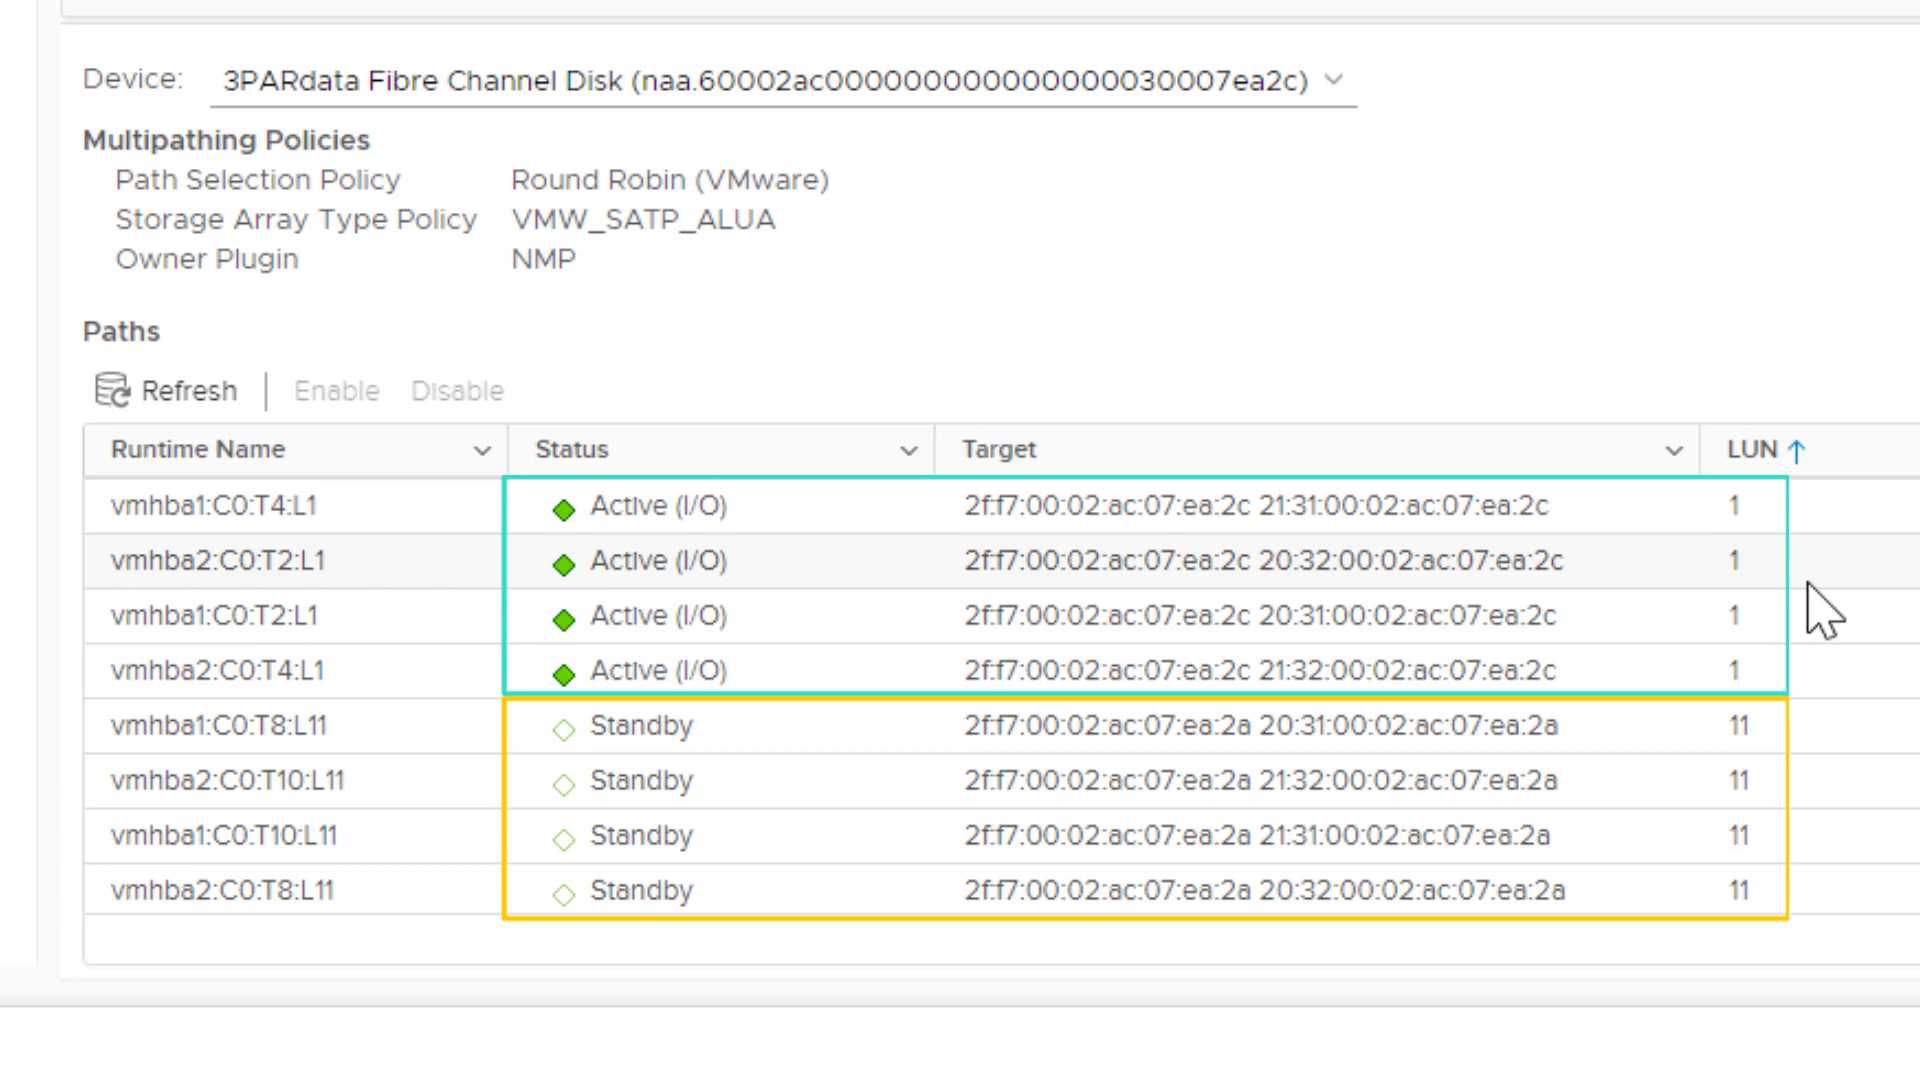 Device: 3PARdata Fibre Channel Disk (naa.60002ac000000000000000030007ea2c)
Multipathing Policies
Path Selection Policy Round Robin (VMware)
Storage Array Type Policy VMW_SATP_ALUA
Owner Plugin NMP
Paths
Refresh Enable Disable
Runtime Name Status Target LUN
vmhba1:C0:T4:L1 Active (I/O) 2f:f7:00:02:ac:07:ea:2c 21:31:00:02:ac:07:ea:2c 1
vmhba2:C0:T2:L1 Active (I/O) 2f:f7:00:02:ac:07:ea:2c 20:32:00:02:ac:07:ea:2c 1
vmhba1:C0:T2:L1 Active (I/O) 2f:f7:00:02:ac:07:ea:2c 20:31:00:02:ac:07:ea:2c 1
vmhba2:C0:T4:L1 Active (I/O) 2f:f7:00:02:ac:07:ea:2c 21:32:00:02:ac:07:ea:2c 1
vmhba1:C0:T8:L11 Standby 2f:f7:00:02:ac:07:ea:2a 20:31:00:02:ac:07:ea:2a 11
vmhba2:C0:T10:L11 Standby 2f:f7:00:02:ac:07:ea:2a 21:32:00:02:ac:07:ea:2a 11
vmhba1:C0:T10:L11 Standby 2f:f7:00:02:ac:07:ea:2a 21:31:00:02:ac:07:ea:2a 11
vmhba2:C0:T8:L11 Standby 2f:f7:00:02:ac:07:ea:2a 20:32:00:02:ac:07:ea:2a 11